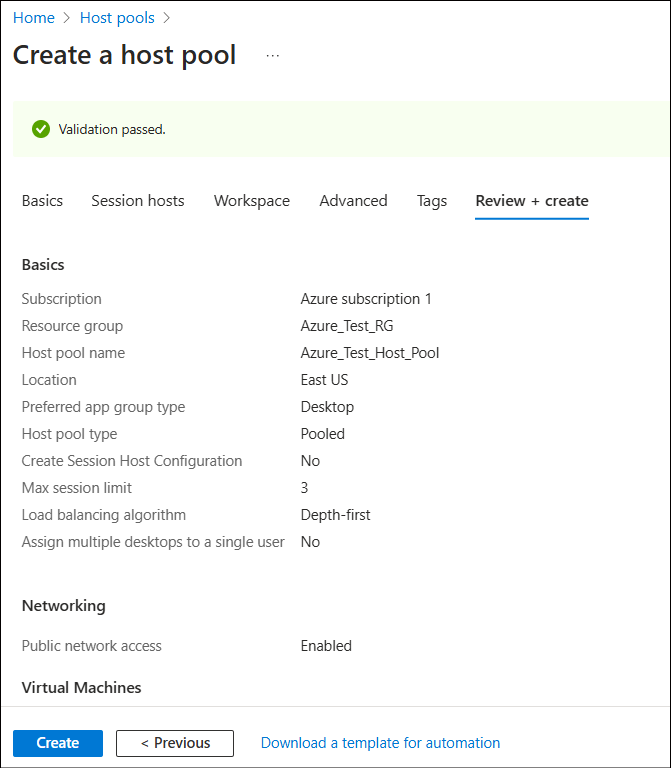 Home > Host pools >
Create a host pool ...
Validation passed.
Basics Session hosts Workspace Advanced Tags Review + create
Basics
Subscription Azure subscription 1
Resource group Azure_Test_RG
Host pool name Azure_Test_Host_Pool
Location East US
Preferred app group type Desktop
Host pool type Pooled
Create Session Host Configuration No
Max session limit 3
Load balancing algorithm Depth-first
Assign multiple desktops to a single user No
Networking
Public network access Enabled
Virtual Machines
Create < Previous Download a template for automation